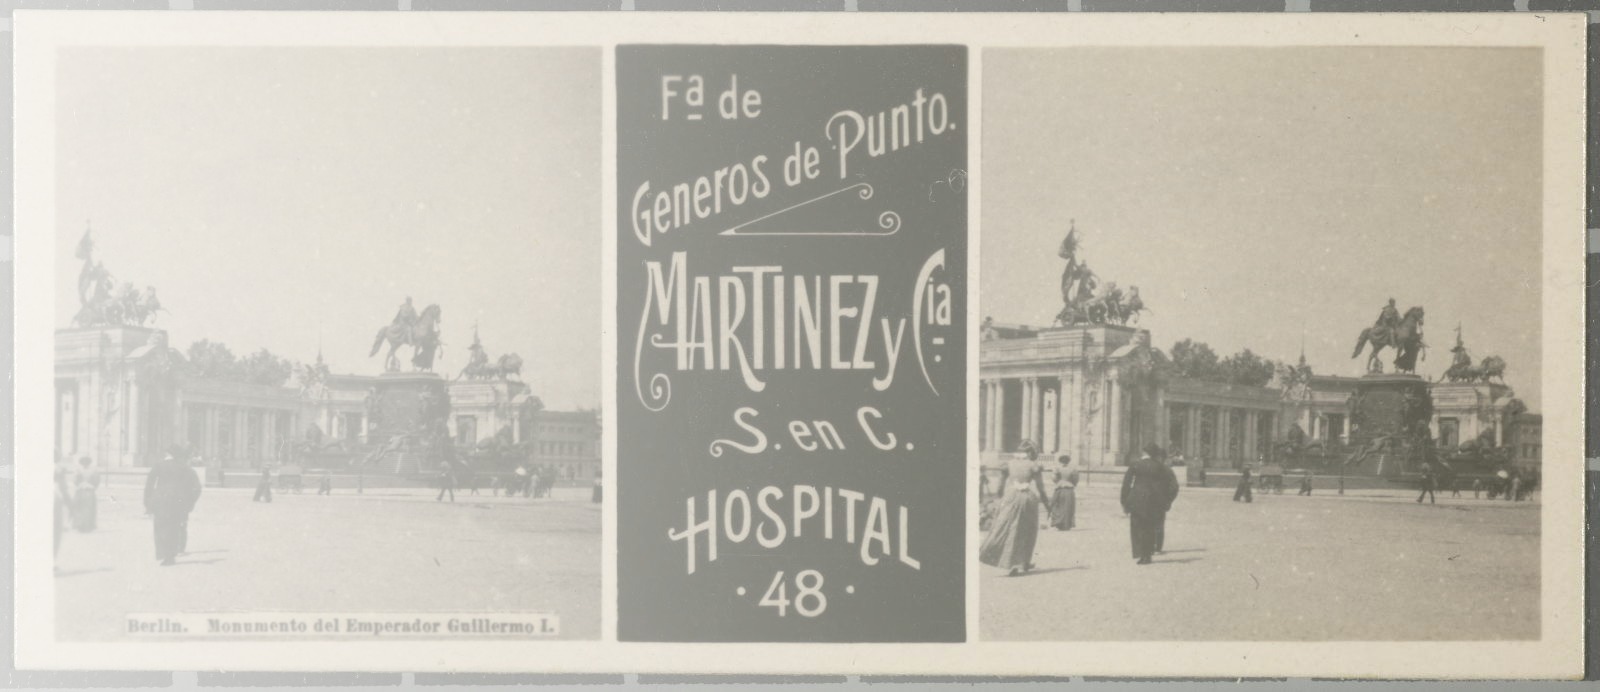 Fª de
Generos de Punto.
MARTINEZ y Cia.
S. en C.
HOSPITAL
· 48 ·
Berlin. Monumento del Emperador Guillermo I.